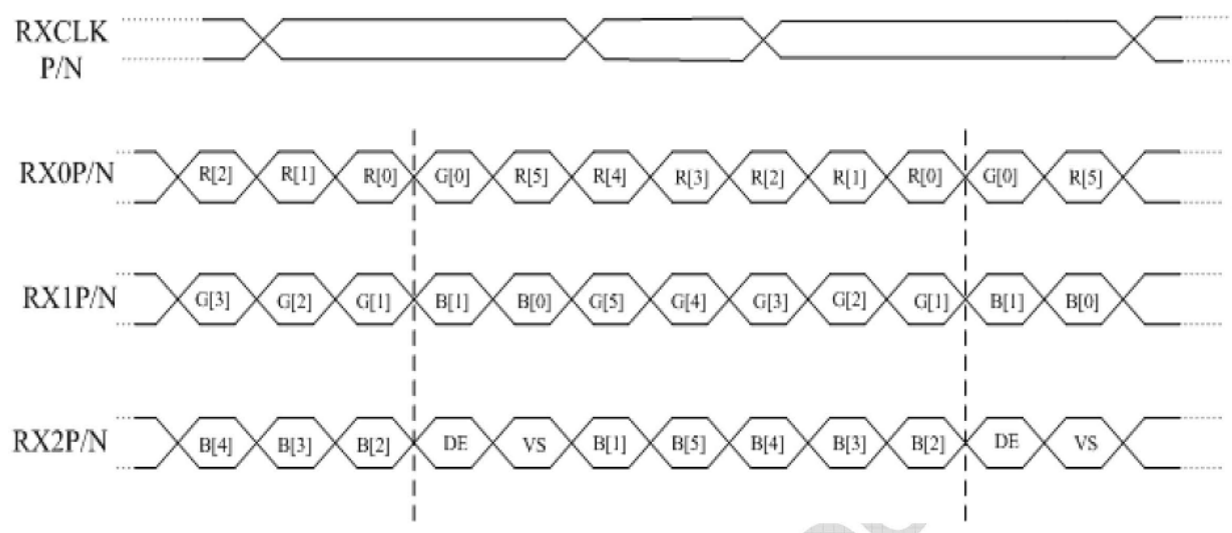 RXCLK
P/N
RX0P/N R[2] R[1] R[0] G[0] R[5] R[4] R[3] R[2] R[1] R[0] G[0] R[5]
RX1P/N G[3] G[2] G[1] B[1] B[0] G[5] G[4] G[3] G[2] G[1] B[1] B[0]
RX2P/N B[4] B[3] B[2] DE VS B[1] B[5] B[4] B[3] B[2] DE VS